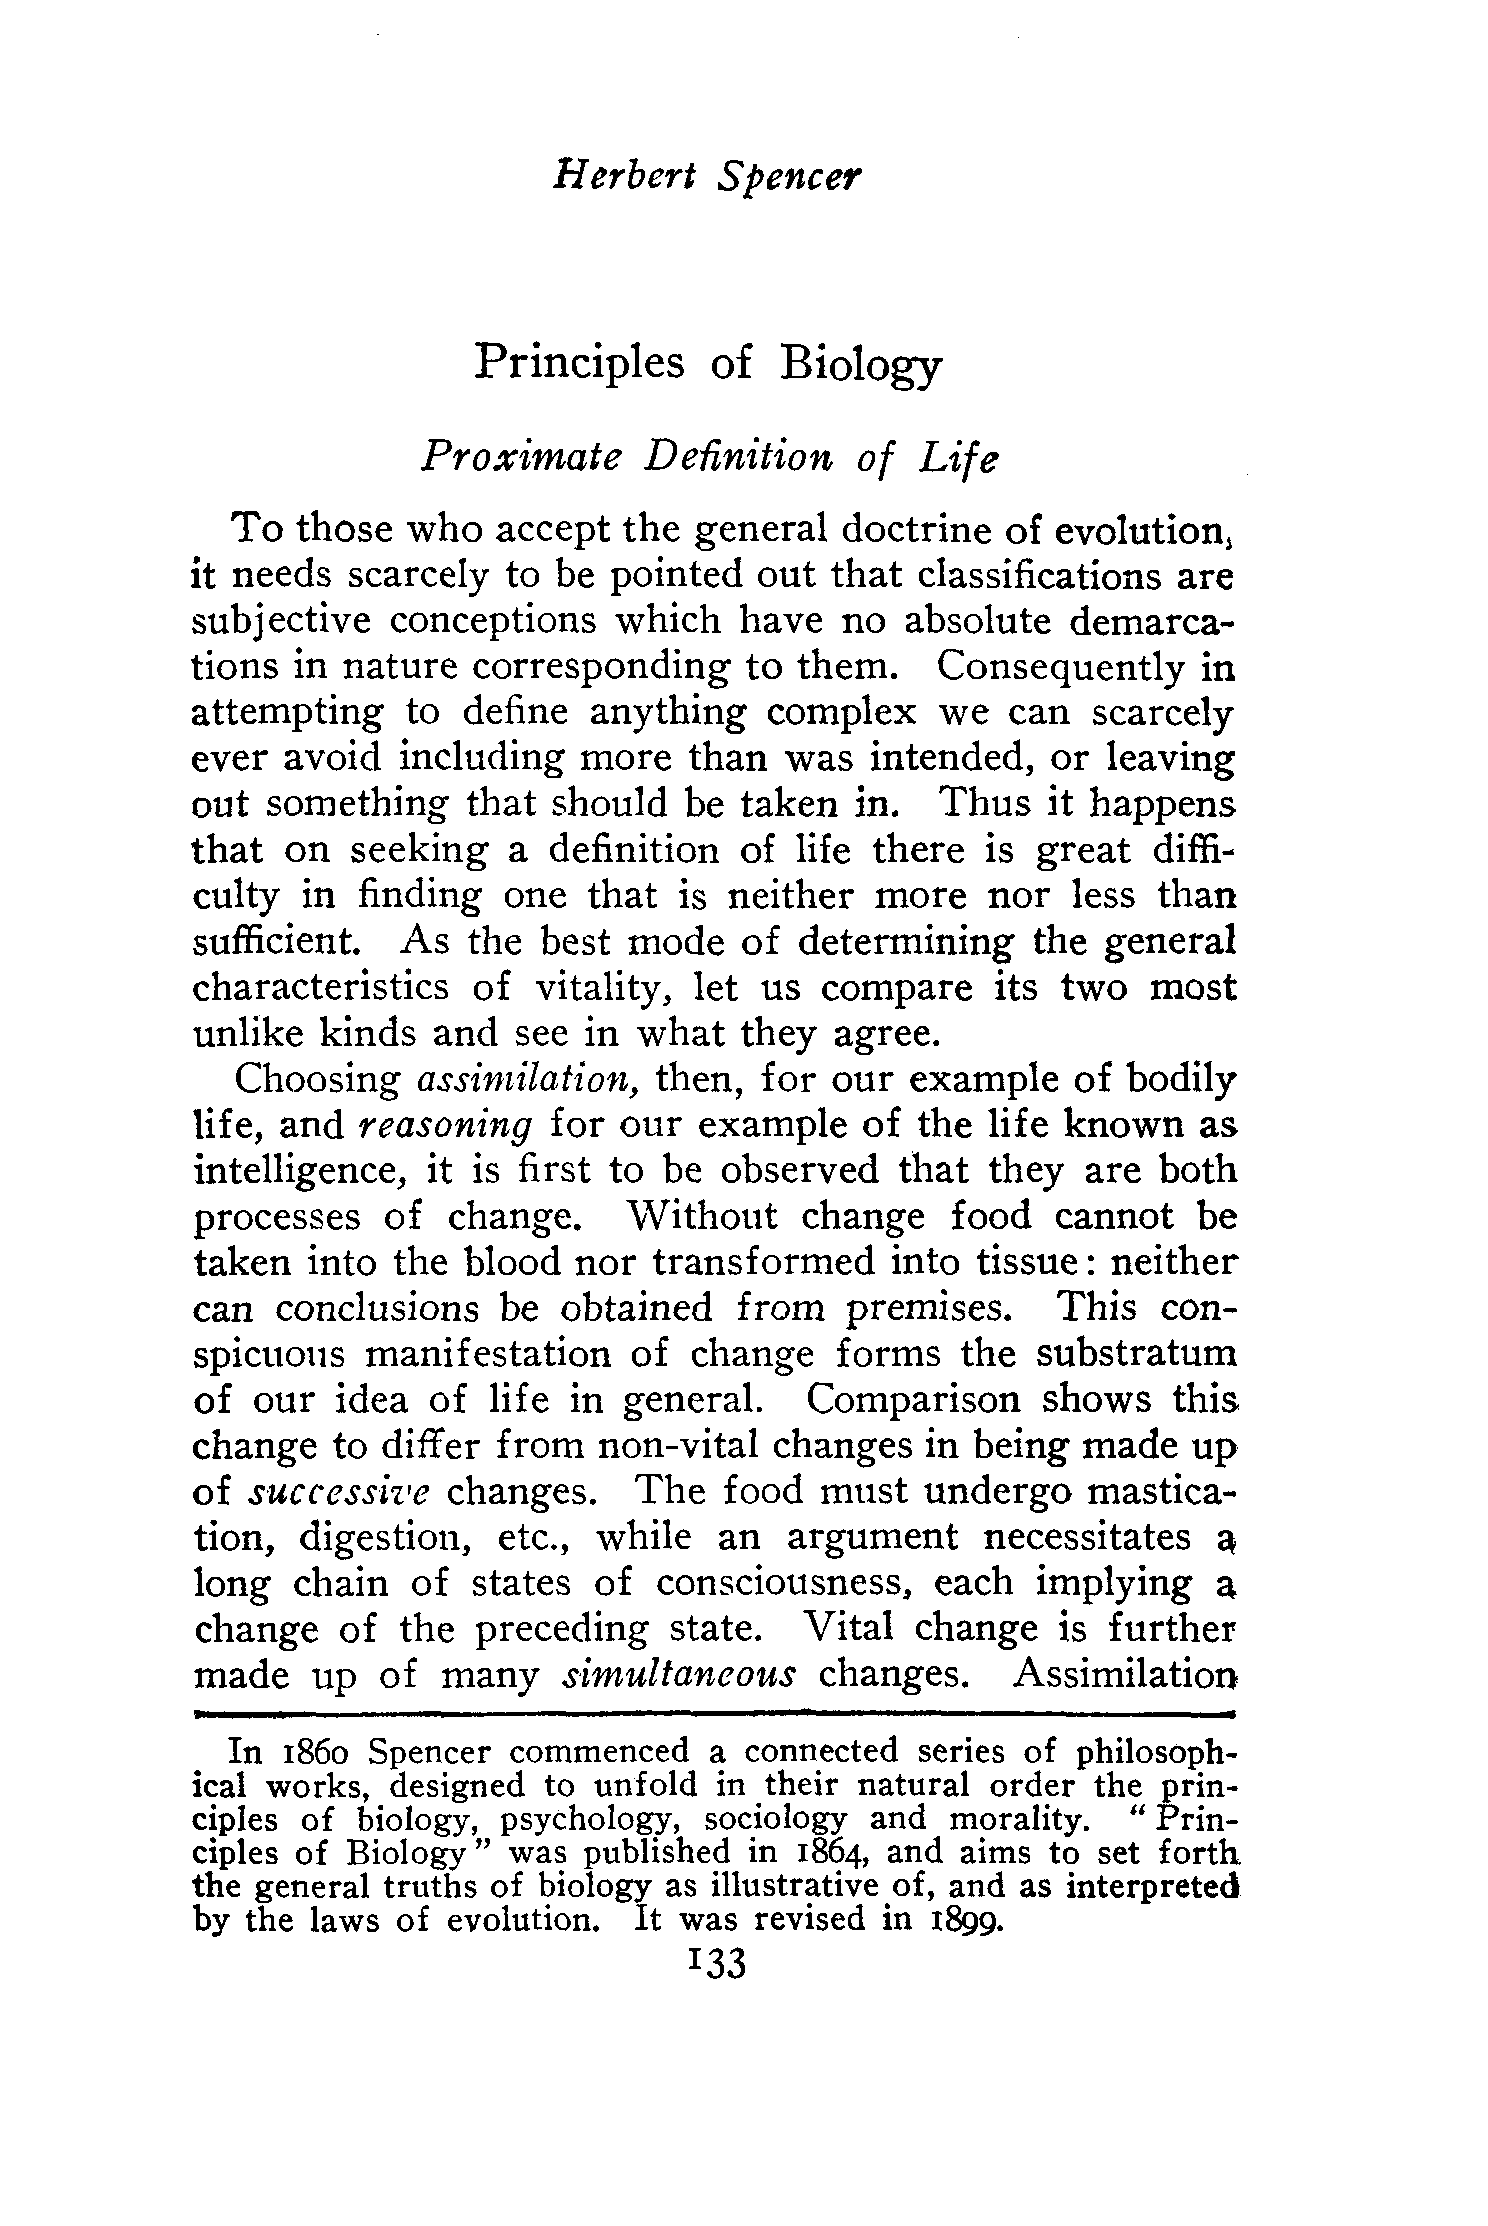 Herbert Spencer
Principles of Biology
Proximate Definition of Life
To those who accept the general doctrine of evolution,
it needs scarcely to be pointed out that classifications are
subjective conceptions which have no absolute demarca-
tions in nature corresponding to them. Consequently in
attempting to define anything complex we can scarcely
ever avoid including more than was intended, or leaving
out something that should be taken in. Thus it happens
that on seeking a definition of life there is great diffi-
culty in finding one that is neither more nor less than
sufficient. As the best mode of determining the general
characteristics of vitality, let us compare its two most
unlike kinds and see in what they agree.
Choosing assimilation, then, for our example of bodily
life, and reasoning for our example of the life known as
intelligence, it is first to be observed that they are both
processes of change. Without change food cannot be
taken into the blood nor transformed into tissue: neither
can conclusions be obtained from premises. This con-
spicuous manifestation of change forms the substratum
of our idea of life in general. Comparison shows this
change to differ from non-vital changes in being made up
of successive changes. The food must undergo mastica-
tion, digestion, etc., while an argument necessitates a
long chain of states of consciousness, each implying a
change of the preceding state. Vital change is further
made up of many simultaneous changes. Assimilation
In 1860 Spencer commenced a connected series of philosoph-
ical works, designed to unfold in their natural order the prin-
ciples of biology, psychology, sociology and morality. " Prin-
ciples of Biology " was published in 1864, and aims to set forth
the general truths of biology as illustrative of, and as interpreted
by the laws of evolution. It was revised in 1899.
133